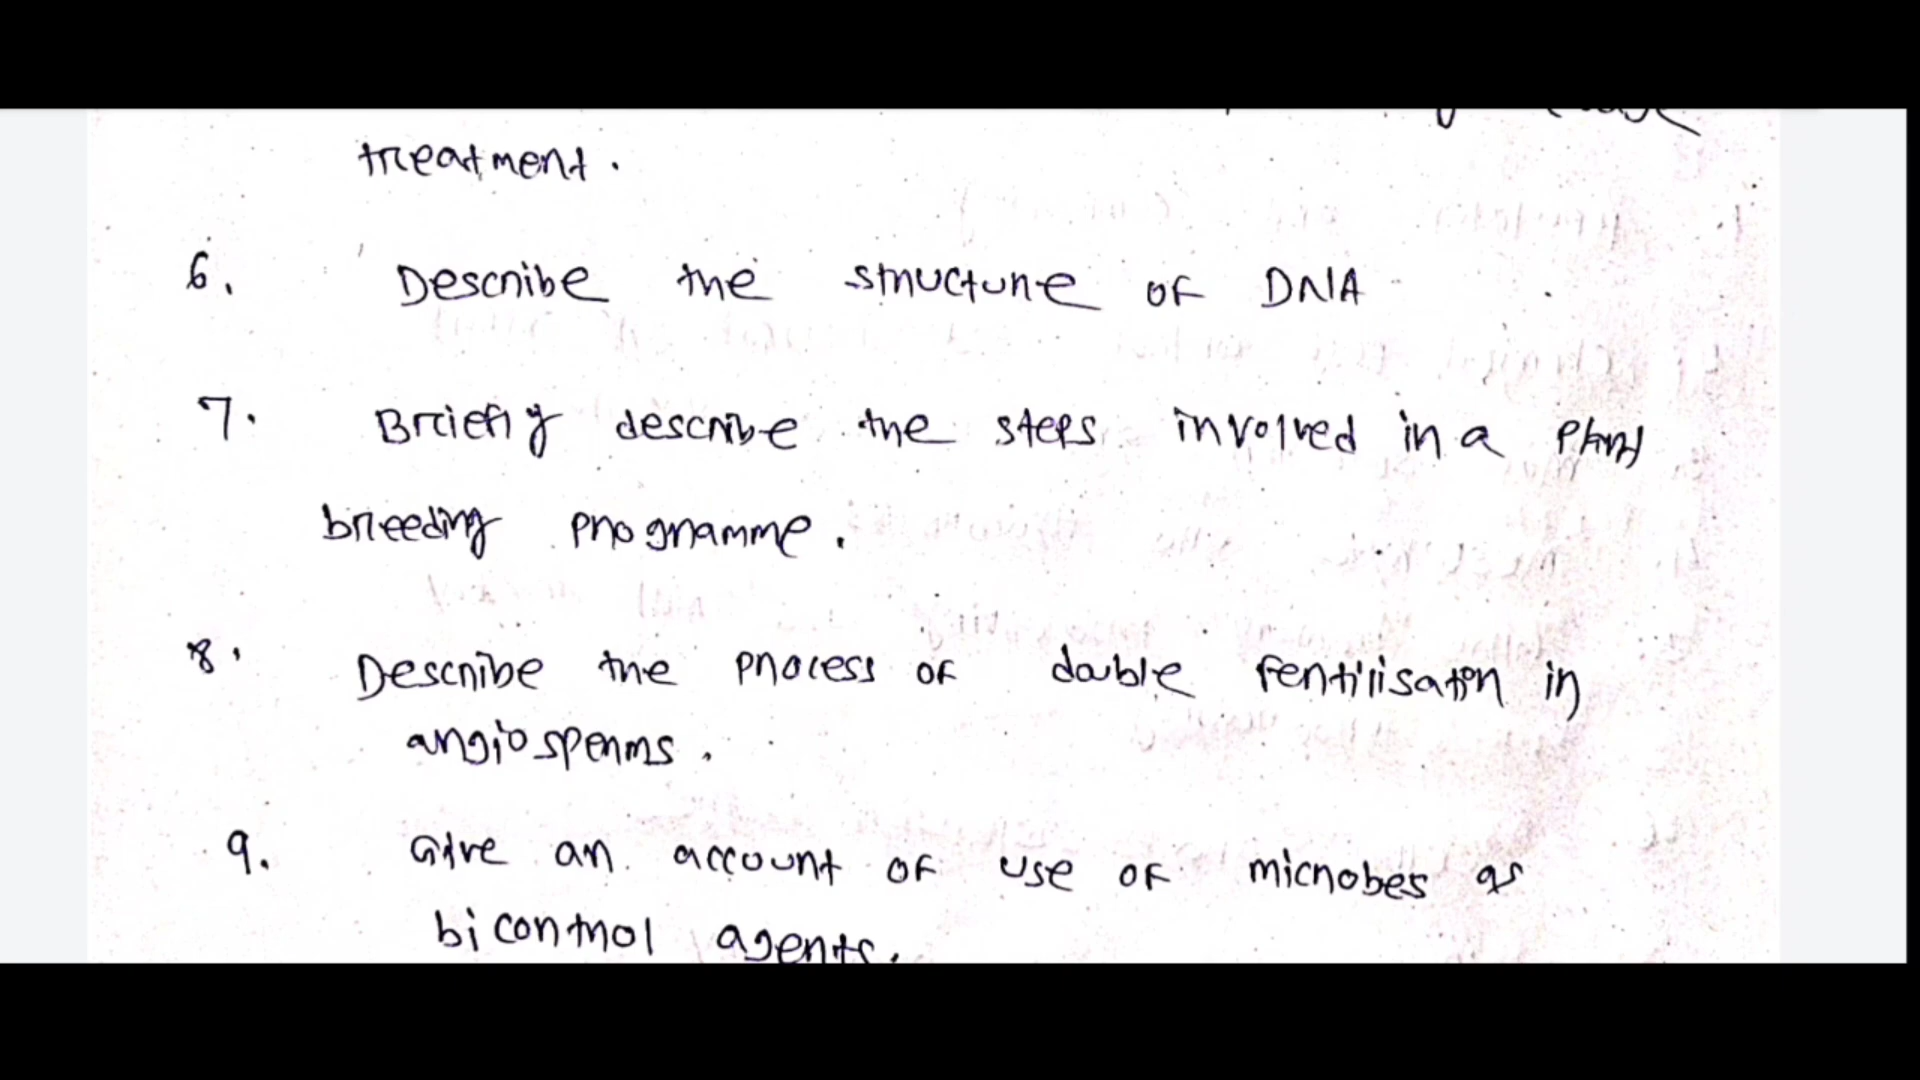 treatment.
6. Describe the structure of DNA
7. Briefly describe the steps involved in a Plant
breeding programme.
8. Describe the process of double fertilisation in
angiosperms.
9. Give an account of use of microbes as
bicontrol agents.